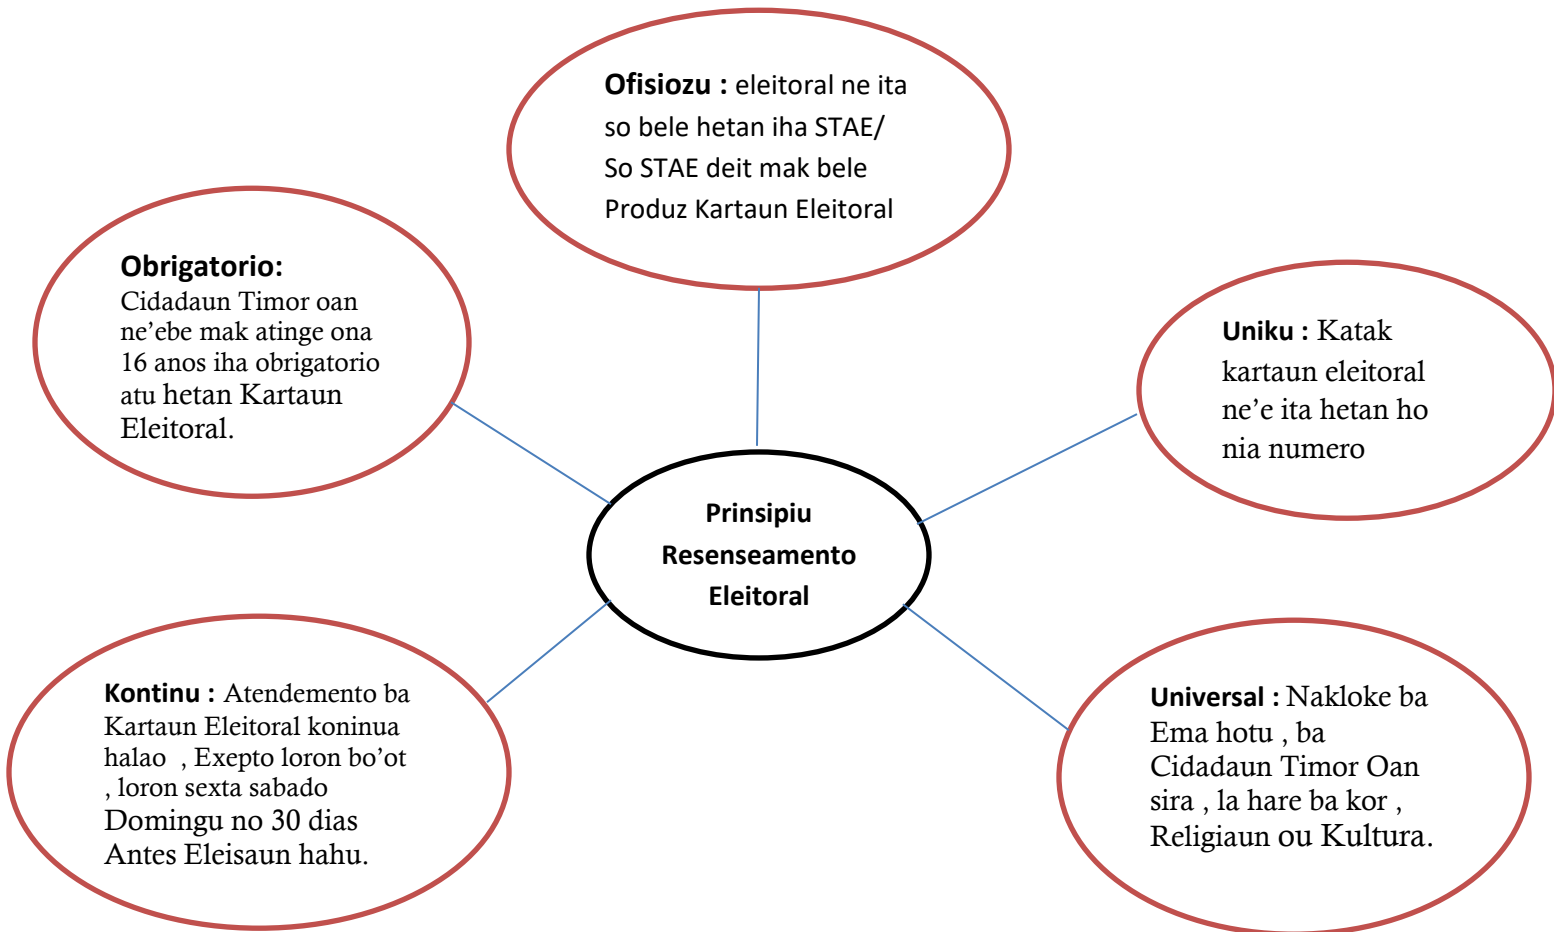 Ofisiozu : eleitoral ne ita
so bele hetan iha STAE/
So STAE deit mak bele
Produz Kartaun Eleitoral
Obrigatorio:
Cidadaun Timor oan
ne’ebe mak atinge ona
16 anos iha obrigatorio
atu hetan Kartaun
Eleitoral.
Uniku : Katak
kartaun eleitoral
ne’e ita hetan ho
nia numero
Prinsipiu
Resenseamento
Eleitoral
Kontinu : Atendemento ba
Kartaun Eleitoral koninua
halao , Exepto loron bo’ot
, loron sexta sabado
Domingu no 30 dias
Antes Eleisaun hahu.
Universal : Nakloke ba
Ema hotu , ba
Cidadaun Timor Oan
sira , la hare ba kor ,
Religiaun ou Kultura.